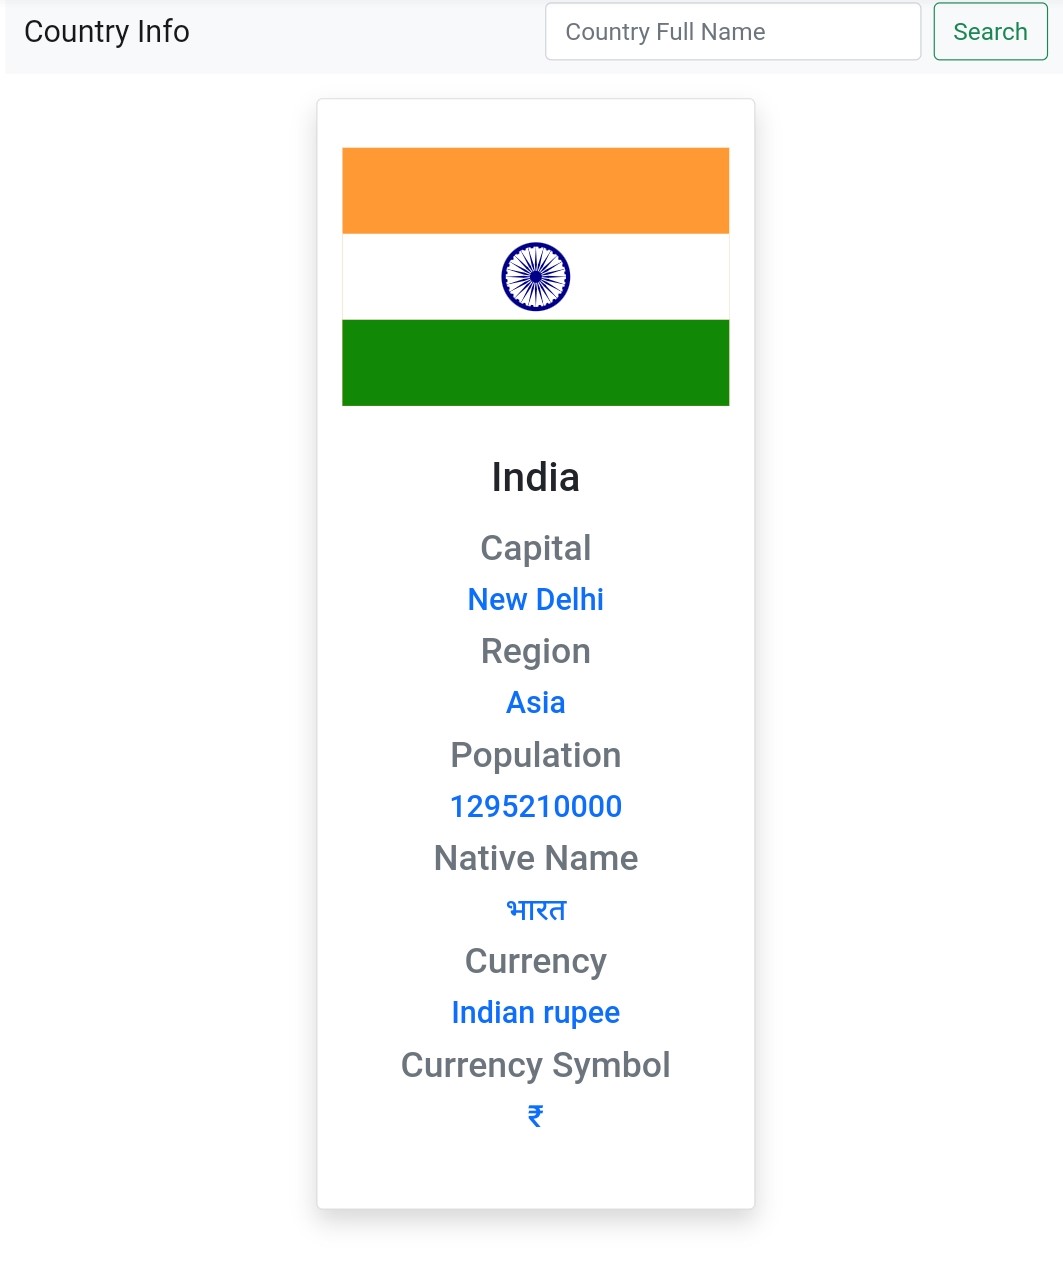 Country Info
Country Full Name
Search
India
Capital
New Delhi
Region
Asia
Population
1295210000
Native Name
भारत
Currency
Indian rupee
Currency Symbol
₹